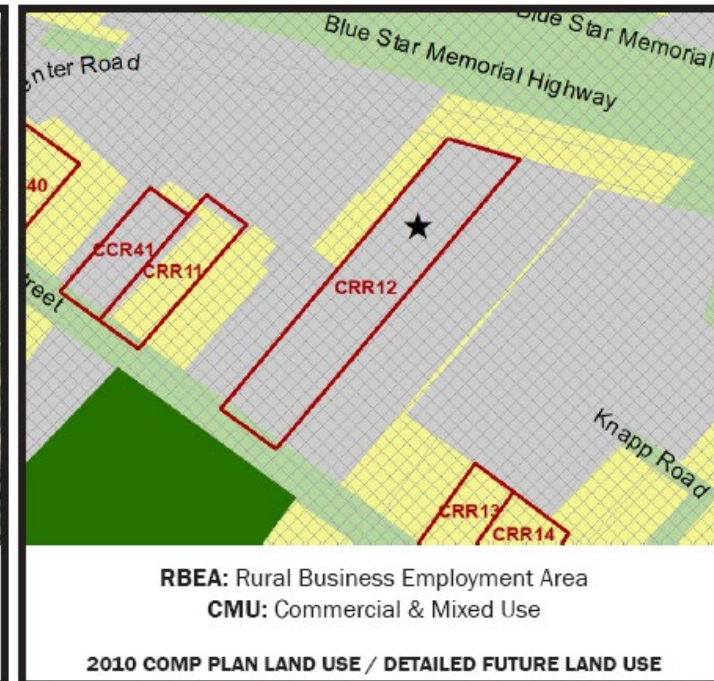 Blue Star Memorial
Blue Star Memorial Highway
enter Road
40
CCR41
CRR11
CRR12
treet
Knapp Road
CRR13
CRR14
RBEA: Rural Business Employment Area
CMU: Commercial & Mixed Use
2010 COMP PLAN LAND USE / DETAILED FUTURE LAND USE